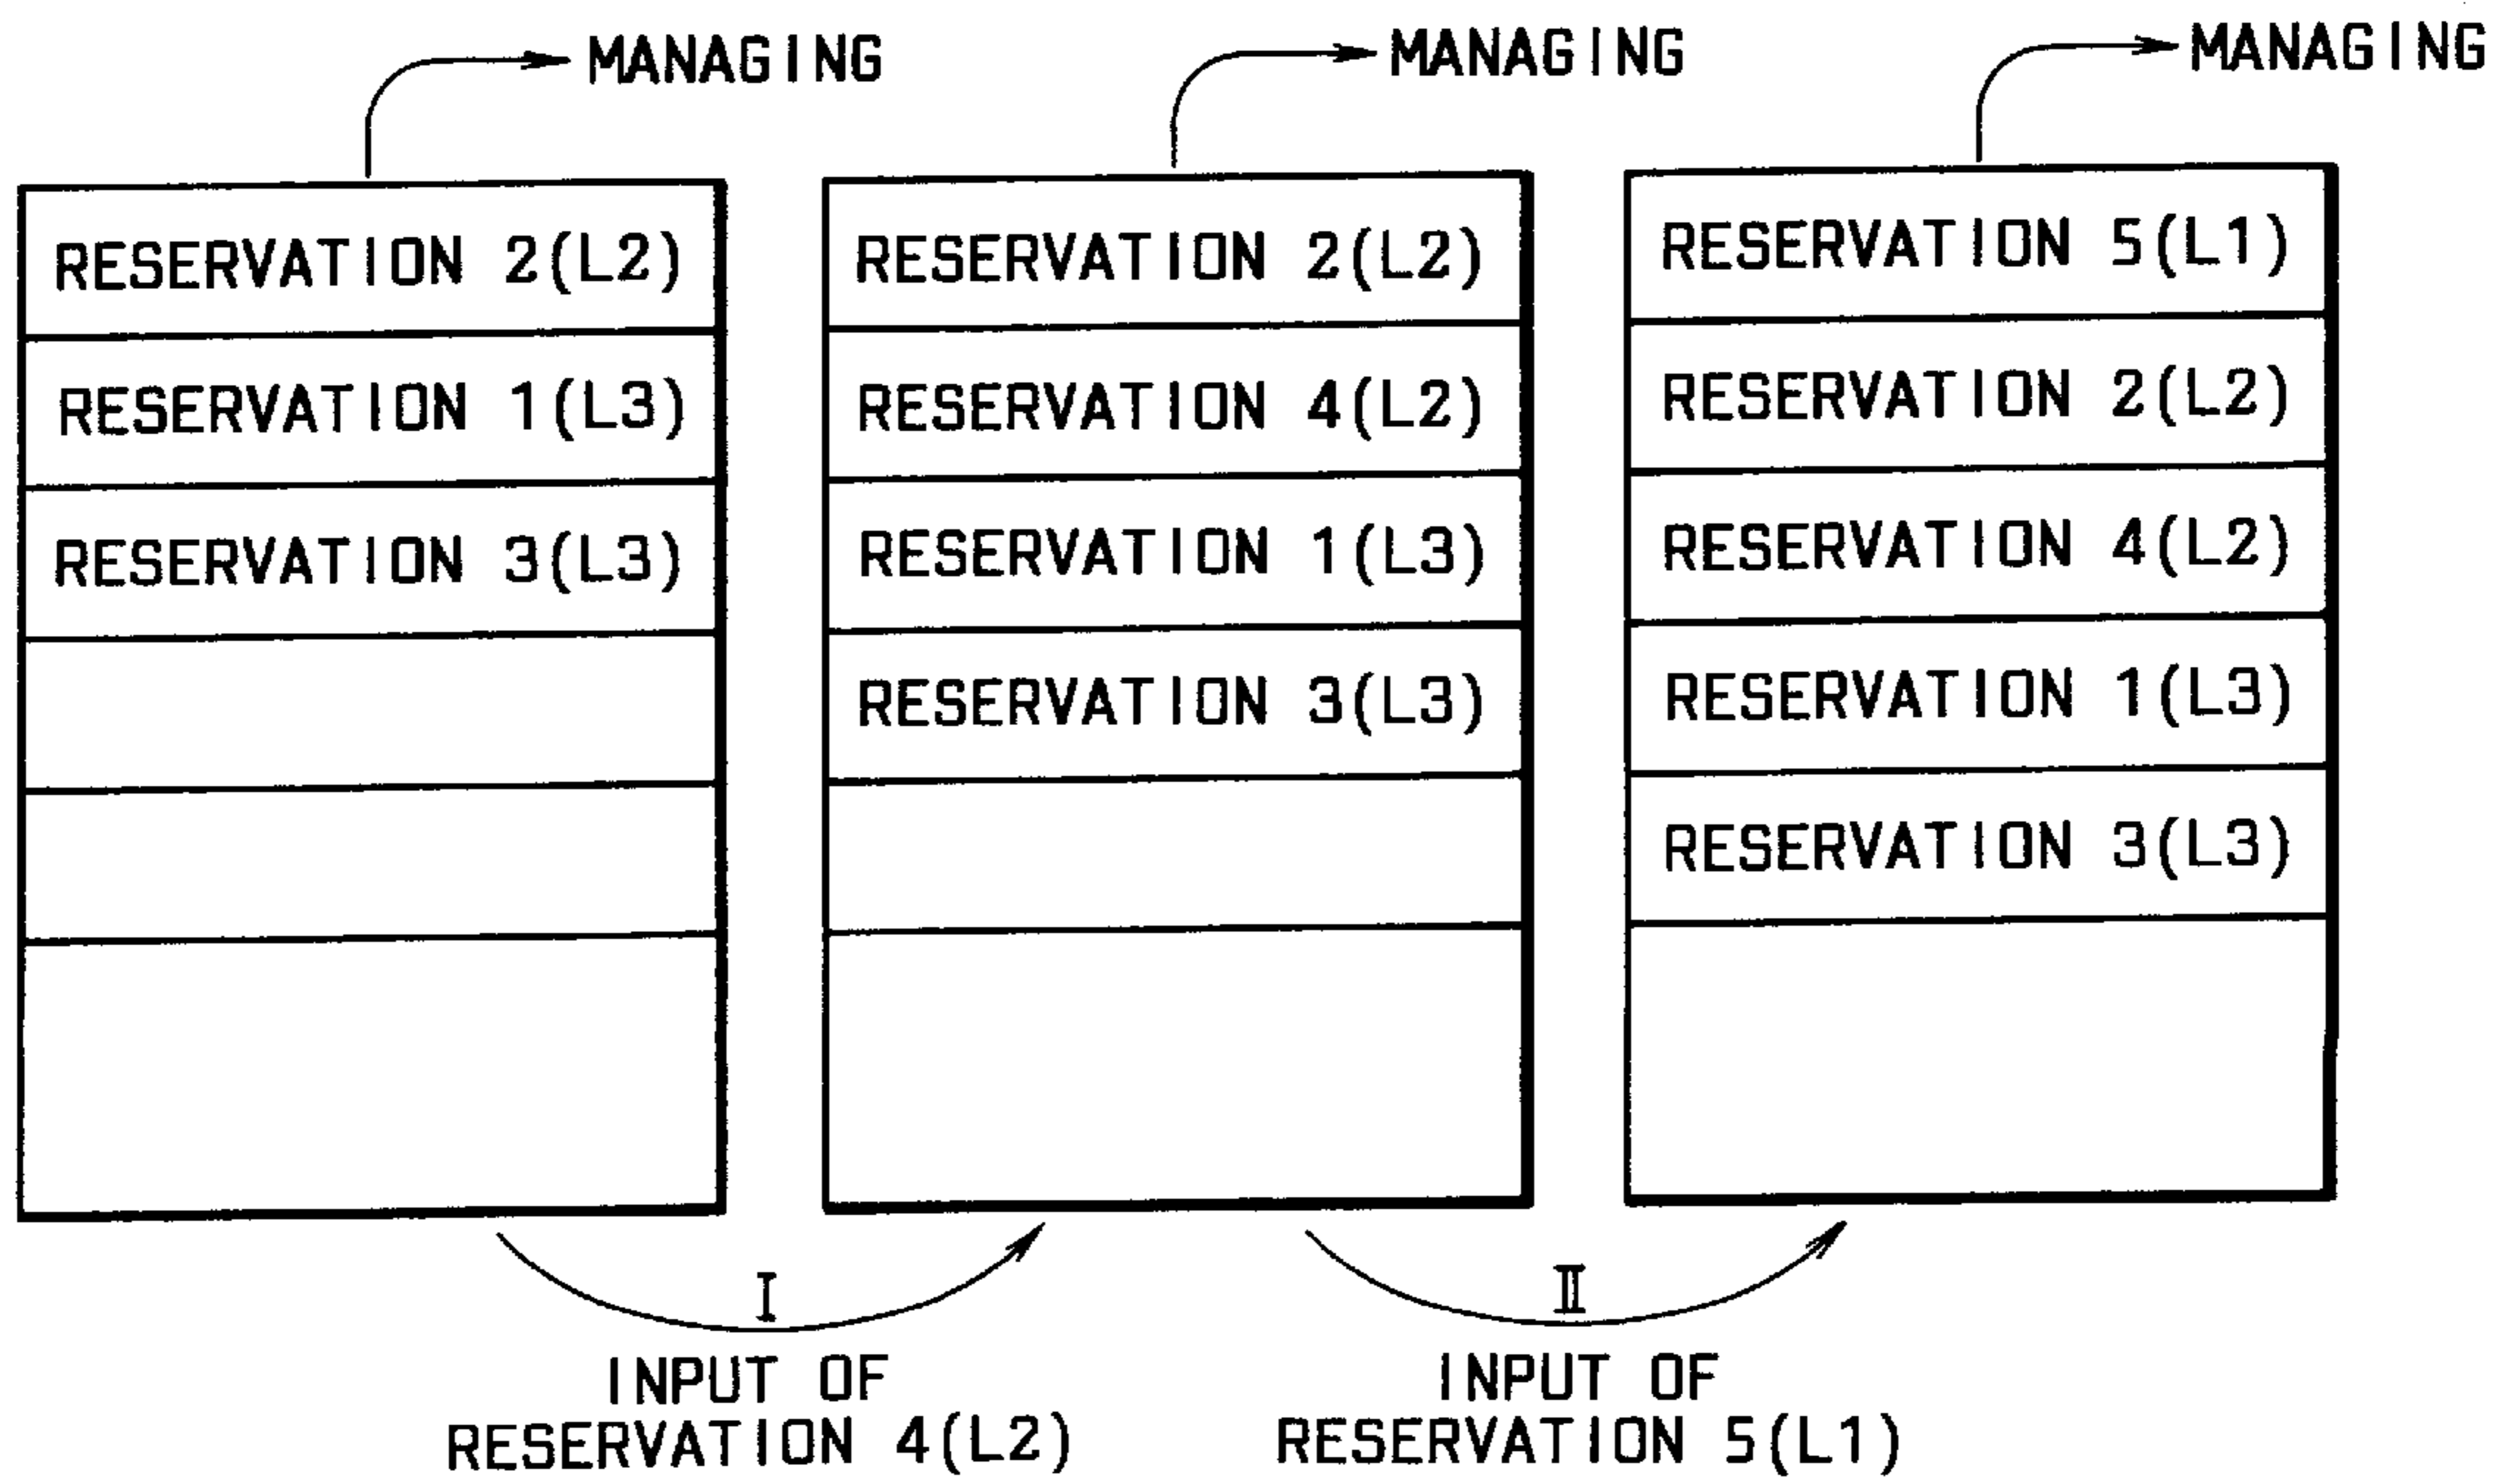 MANAGING
RESERVATION 2(L2)
RESERVATION 1(L3)
RESERVATION 3(L3)
MANAGING
RESERVATION 2(L2)
RESERVATION 4(L2)
RESERVATION 1(L3)
RESERVATION 3(L3)
MANAGING
RESERVATION 5(L1)
RESERVATION 2(L2)
RESERVATION 4(L2)
RESERVATION 1(L3)
RESERVATION 3(L3)
I
INPUT OF
RESERVATION 4(L2)
II
INPUT OF
RESERVATION 5(L1)